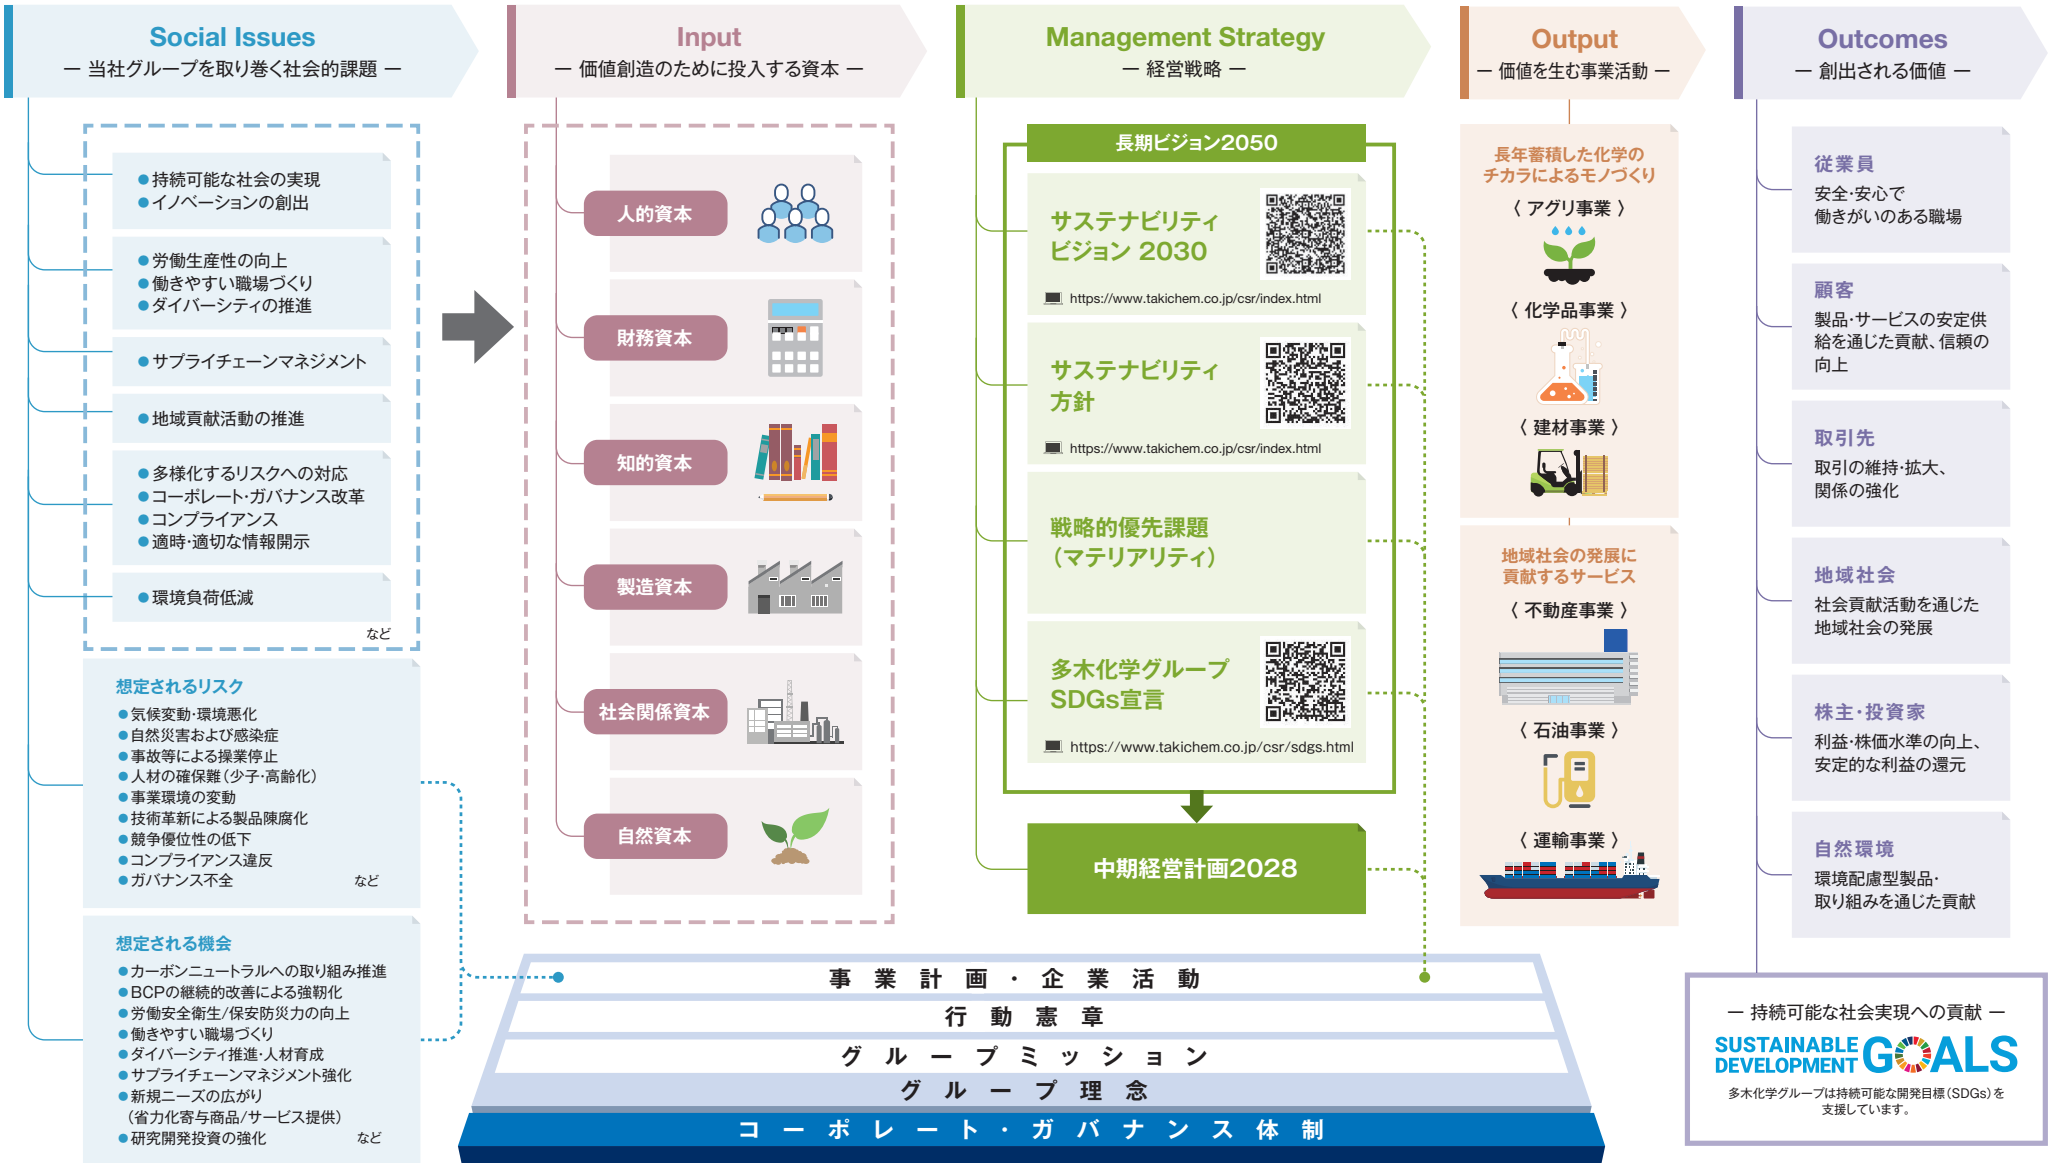 Social Issues
― 当社グループを取り巻く社会的課題 ―
●持続可能な社会の実現
●イノベーションの創出
●労働生産性の向上
●働きやすい職場づくり
●ダイバーシティの推進
●サプライチェーンマネジメント
●地域貢献活動の推進
●多様化するリスクへの対応
●コーポレート・ガバナンス改革
●コンプライアンス
●適時・適切な情報開示
●環境負荷低減
など
想定されるリスク
●気候変動・環境悪化
●自然災害および感染症
●事故等による操業停止
●人材の確保難（少子・高齢化）
●事業環境の変動
●技術革新による製品陳腐化
●競争優位性の低下
●コンプライアンス違反
●ガバナンス不全 など
想定される機会
●カーボンニュートラルへの取り組み推進
●BCPの継続的改善による強靭化
●労働安全衛生/保安防災力の向上
●働きやすい職場づくり
●ダイバーシティ推進・人材育成
●サプライチェーンマネジメント強化
●新規ニーズの広がり
（省力化寄与商品/サービス提供）
●研究開発投資の強化 など
Input
― 価値創造のために投入する資本 ―
人的資本
財務資本
知的資本
製造資本
社会関係資本
自然資本
Management Strategy
― 経営戦略 ―
長期ビジョン2050
サステナビリティ
ビジョン 2030
https://www.takichem.co.jp/csr/index.html
サステナビリティ
方針
https://www.takichem.co.jp/csr/index.html
戦略的優先課題
（マテリアリティ）
多木化学グループ
SDGs宣言
https://www.takichem.co.jp/csr/sdgs.html
中期経営計画2028
Output
― 価値を生む事業活動 ―
長年蓄積した化学の
チカラによるモノづくり
〈 アグリ事業 〉
〈 化学品事業 〉
〈 建材事業 〉
地域社会の発展に
貢献するサービス
〈 不動産事業 〉
〈 石油事業 〉
〈 運輸事業 〉
Outcomes
― 創出される価値 ―
従業員
安全・安心で
働きがいのある職場
顧客
製品・サービスの安定供
給を通じた貢献、信頼の
向上
取引先
取引の維持・拡大、
関係の強化
地域社会
社会貢献活動を通じた
地域社会の発展
株主・投資家
利益・株価水準の向上、
安定的な利益の還元
自然環境
環境配慮型製品・
取り組みを通じた貢献
― 持続可能な社会実現への貢献 ―
SUSTAINABLE
DEVELOPMENT GOALS
多木化学グループは持続可能な開発目標（SDGs）を
支援しています。
事業計画・企業活動
行動憲章
グループミッション
グループ理念
コーポレート・ガバナンス体制